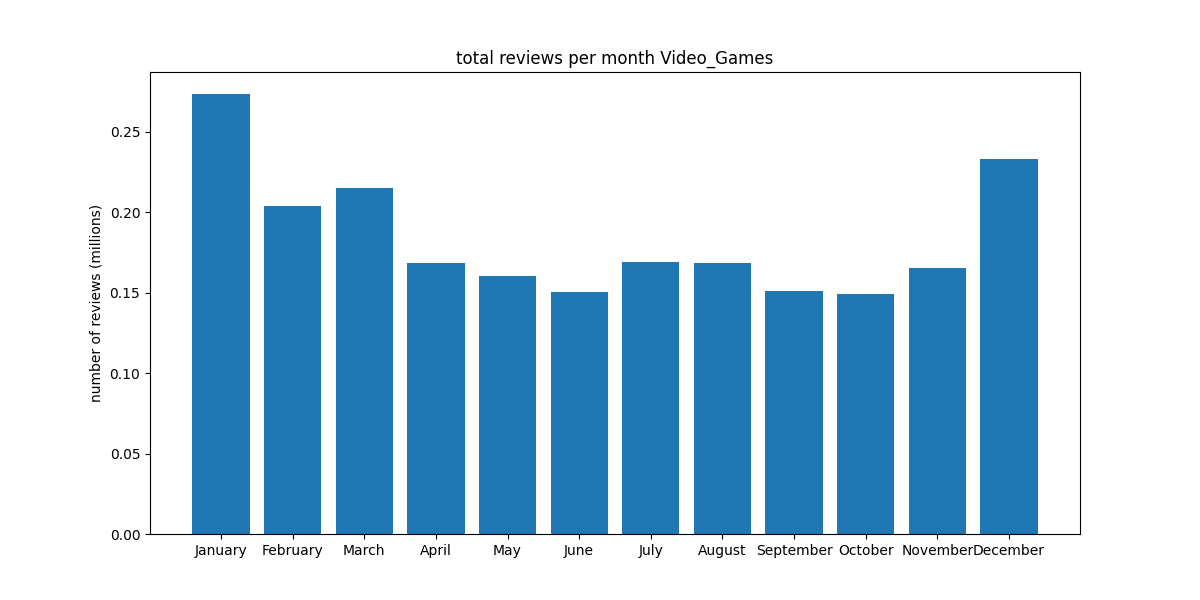 total reviews per month Video_Games
number of reviews (millions)
0.25
0.20
0.15
0.10
0.05
0.00
January February March April May June July August September October November December